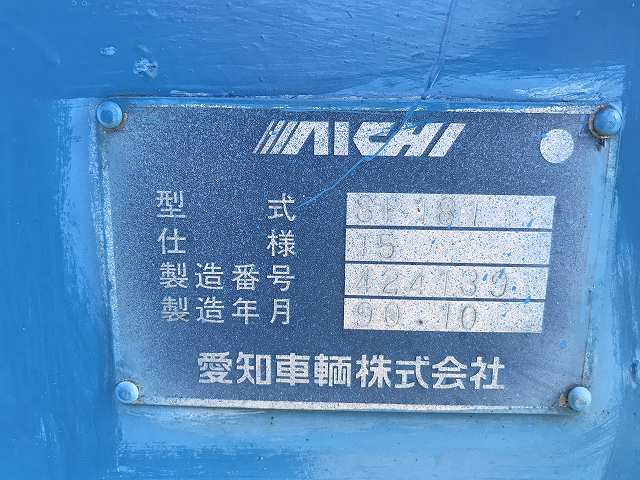 AICHI
型式 SP18I
仕様 15
製造番号 424139
製造年月 90.10
愛知車輌株式会社